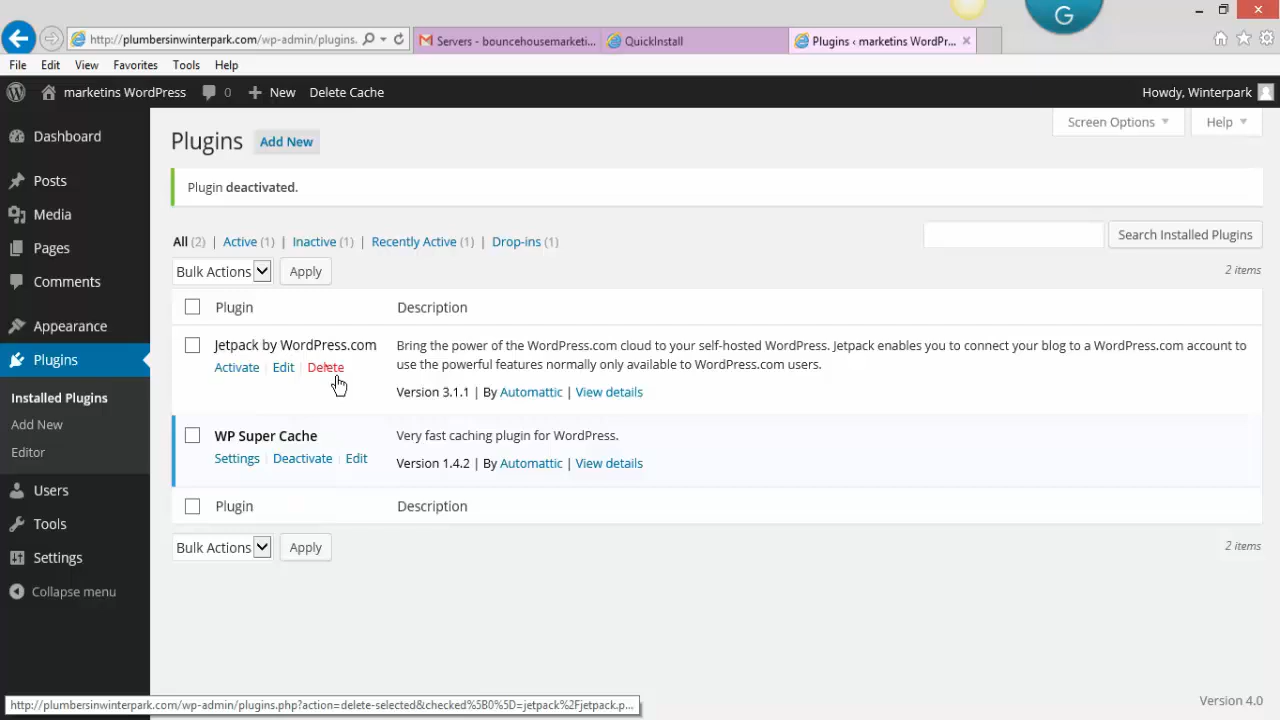 G
http://plumbersinwinterpark.com/wp-admin/plugins.
Servers - bouncehousemarketi...
QuickInstall
Plugins ‹ marketins WordPr...
File Edit View Favorites Tools Help
marketins WordPress 0 New Delete Cache Howdy, Winterpark
Dashboard
Posts
Media
Pages
Comments
Appearance
Plugins
Installed Plugins
Add New
Editor
Users
Tools
Settings
Collapse menu
Screen Options Help
Plugins Add New
Plugin deactivated.
All (2) | Active (1) | Inactive (1) | Recently Active (1) | Drop-ins (1)
Search Installed Plugins
Bulk Actions Apply
2 items
Plugin Description
Jetpack by WordPress.com
Activate | Edit | Delete
Bring the power of the WordPress.com cloud to your self-hosted WordPress. Jetpack enables you to connect your blog to a WordPress.com account to
use the powerful features normally only available to WordPress.com users.
Version 3.1.1 | By Automattic | View details
WP Super Cache
Settings | Deactivate | Edit
Very fast caching plugin for WordPress.
Version 1.4.2 | By Automattic | View details
Plugin Description
Bulk Actions Apply
2 items
http://plumbersinwinterpark.com/wp-admin/plugins.php?action=delete-selected&checked%5B0%5D=jetpack%2Fjetpack.p...
Version 4.0